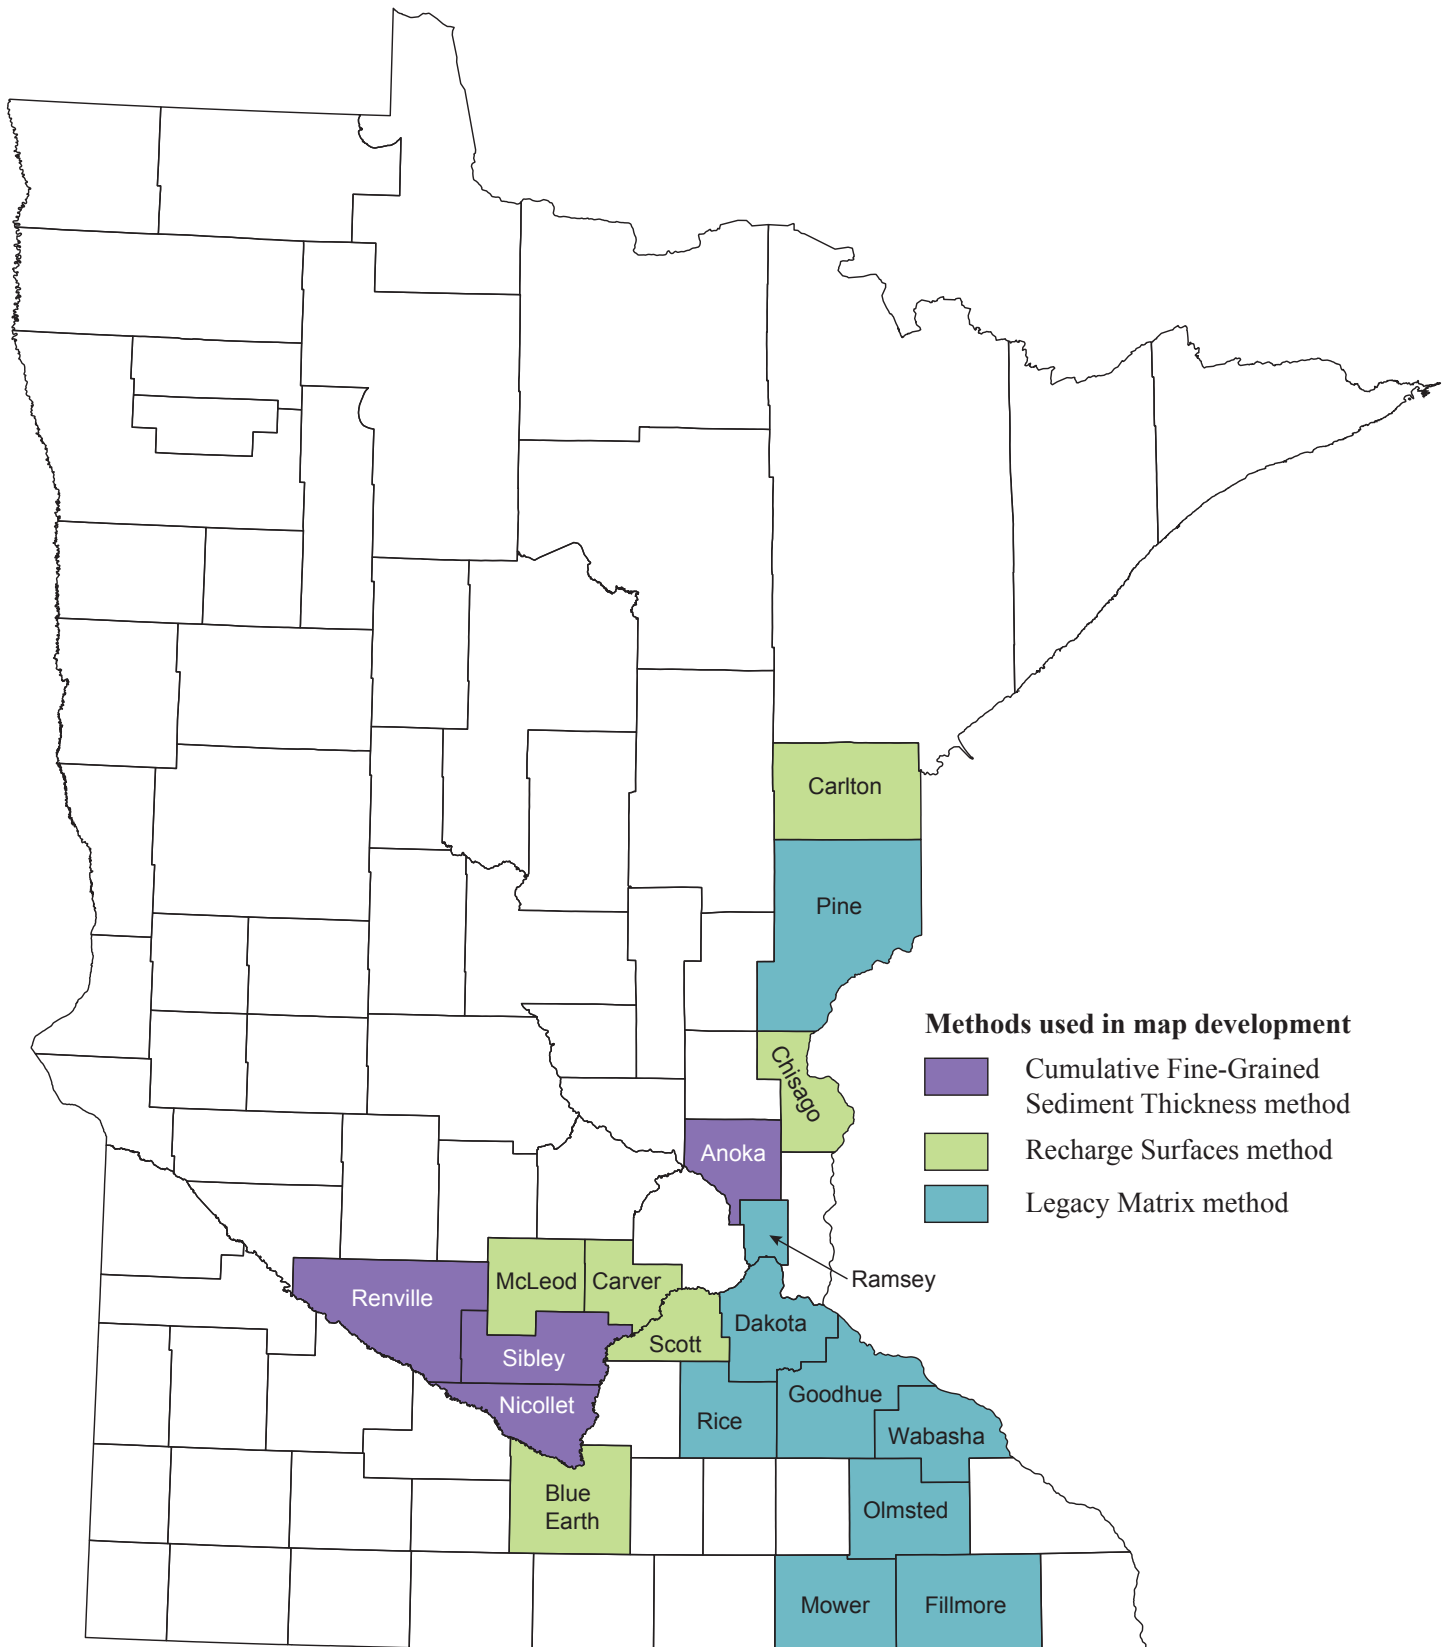 Carlton
Pine
Methods used in map development
Cumulative Fine-Grained
Sediment Thickness method
Recharge Surfaces method
Legacy Matrix method
Chisago
Anoka
Ramsey
Renville
McLeod
Carver
Dakota
Scott
Sibley
Nicollet
Goodhue
Rice
Wabasha
Blue
Earth
Olmsted
Mower
Fillmore